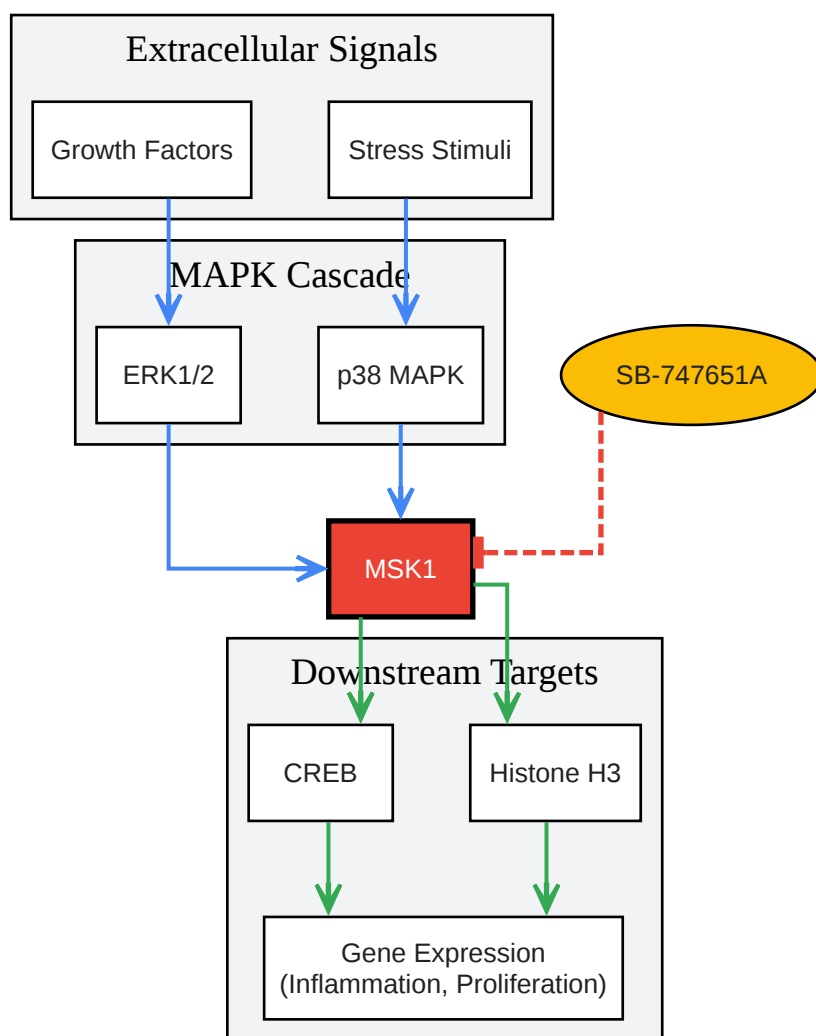 Extracellular Signals
Growth Factors
Stress Stimuli
MAPK Cascade
ERK1/2
p38 MAPK
SB-747651A
MSK1
Downstream Targets
CREB
Histone H3
Gene Expression
(Inflammation, Proliferation)